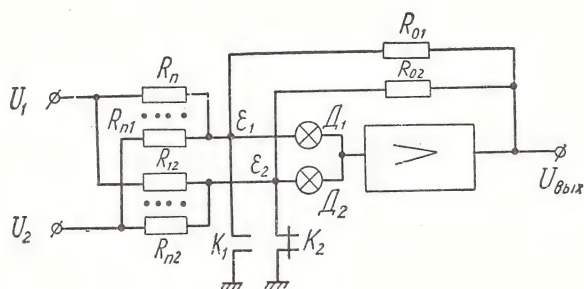 R₀₁
Rₙ
R₀₂
U₁
Rₙ₁
ε₁
Д₁
R₁₂
ε₂
>
Д₂
Uвых
U₂
Rₙ₂
K₁
K₂